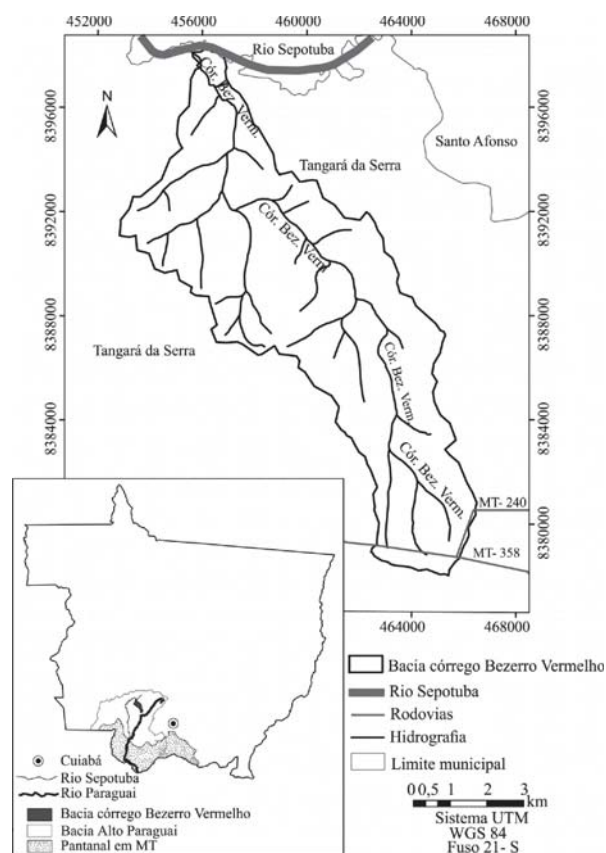 452000 456000 460000 464000 468000
Rio Sepotuba
Cór. Bez. Verm.
8396000
8396000
N
Santo Afonso
Tangará da Serra
8392000
8392000
Cór. Bez. Verm.
8388000
8388000
Tangará da Serra
Cór. Bez. Verm.
8384000
8384000
Cór. Bez. Verm.
MT- 240
8380000
MT- 358
464000 468000
Bacia córrego Bezerro Vermelho
Rio Sepotuba
Rodovias
Hidrografia
Limite municipal
0 0,5 1 2 3
km
Sistema UTM
WGS 84
Fuso 21- S
Cuiabá
Rio Sepotuba
Rio Paraguai
Bacia córrego Bezerro Vermelho
Bacia Alto Paraguai
Pantanal em MT